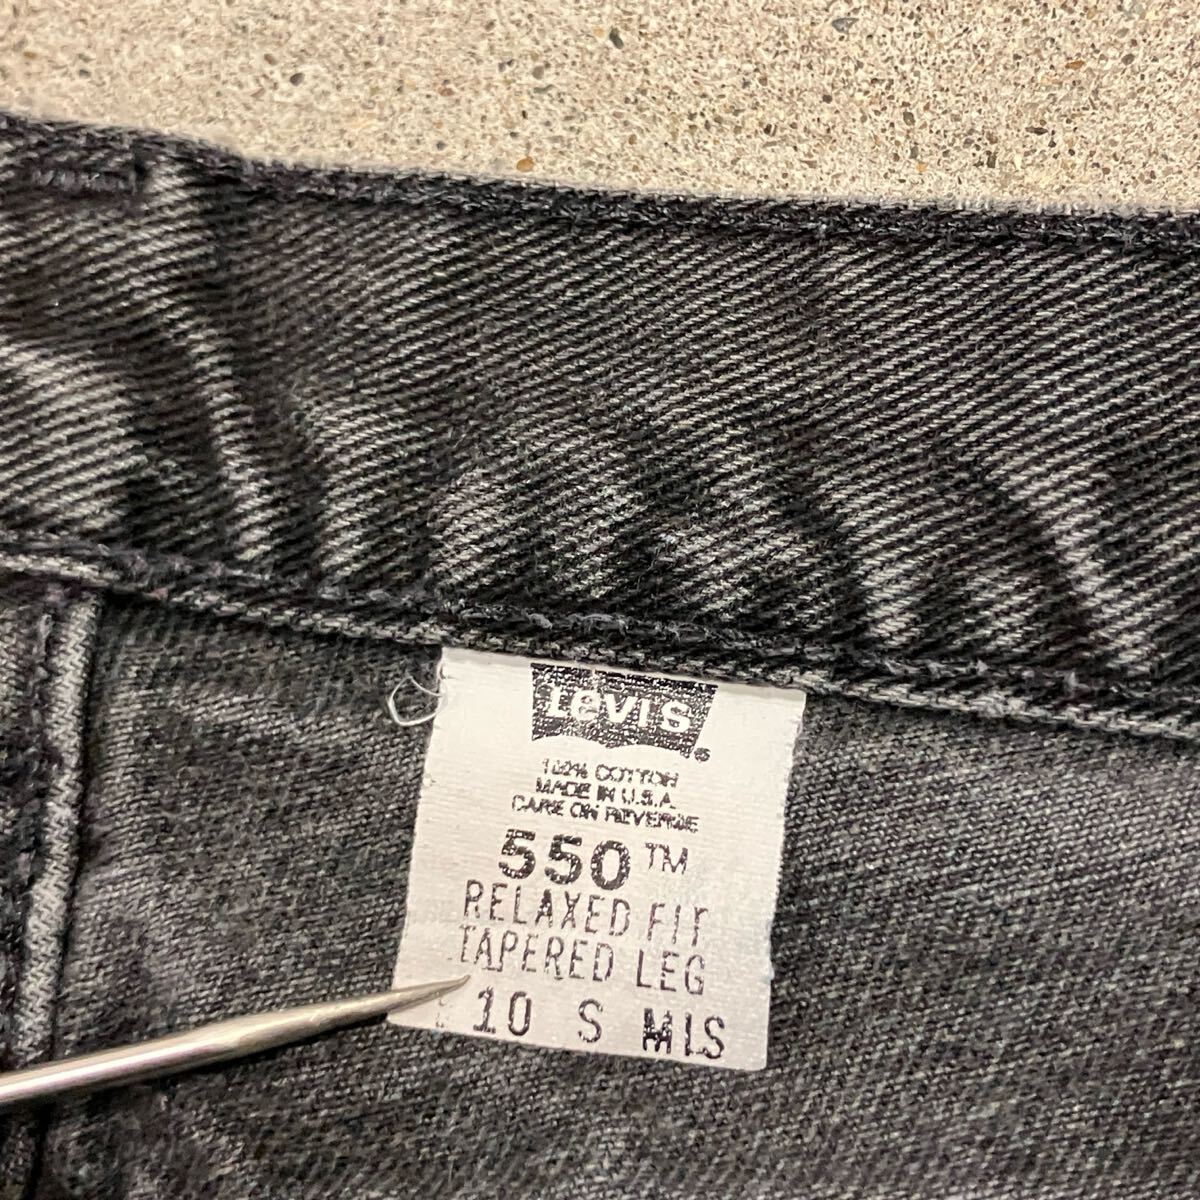 Levi's
100% COTTON
MADE IN U.S.A.
CARE ON REVERSE
550™
RELAXED FIT
TAPERED LEG
10 S MIS